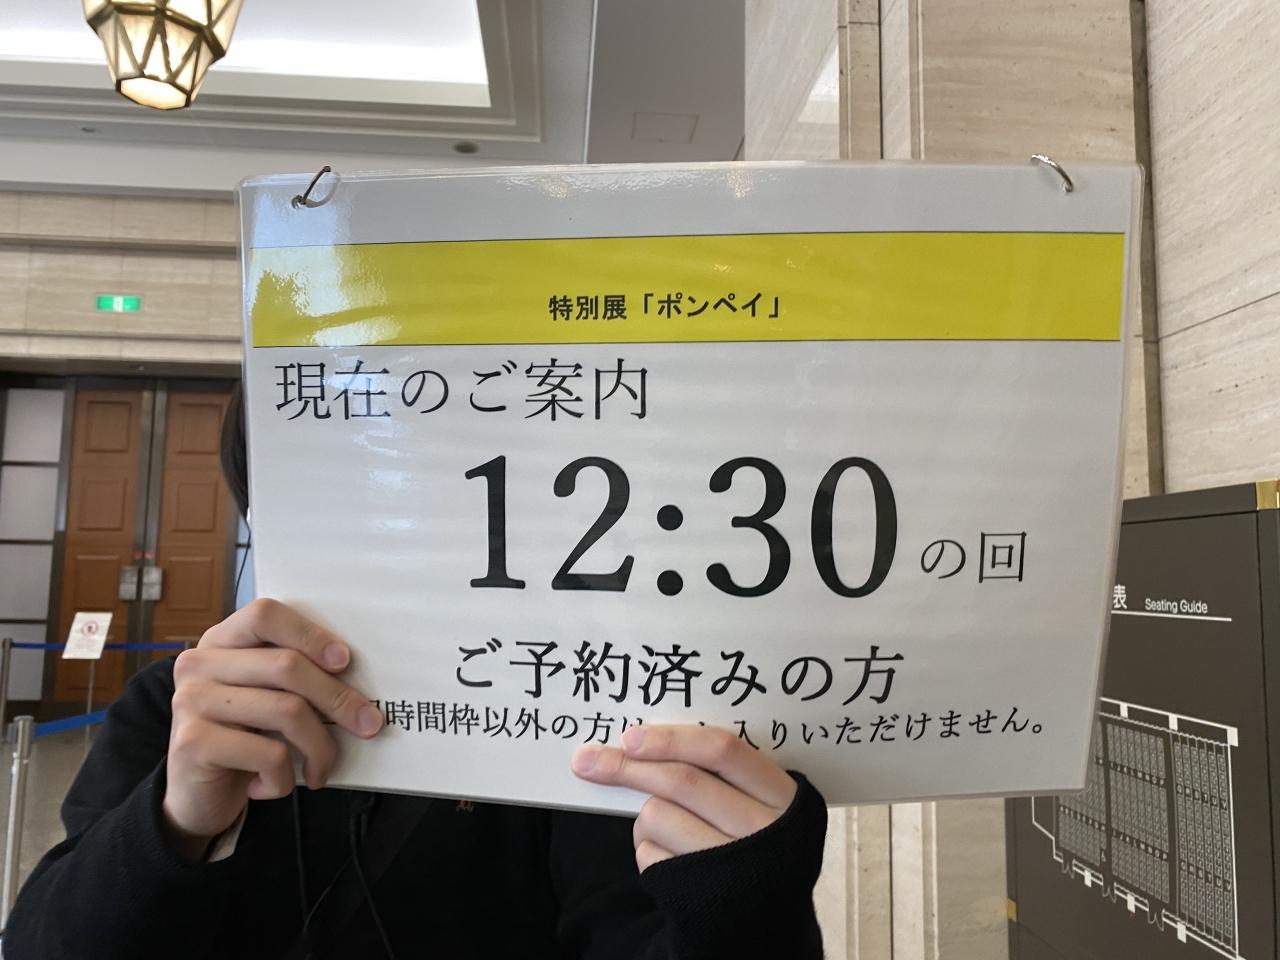 特別展「ポンペイ」
現在のご案内
12:30 の回
ご予約済みの方
時間枠以外の方は 入りいただけません。
表 Seating Guide